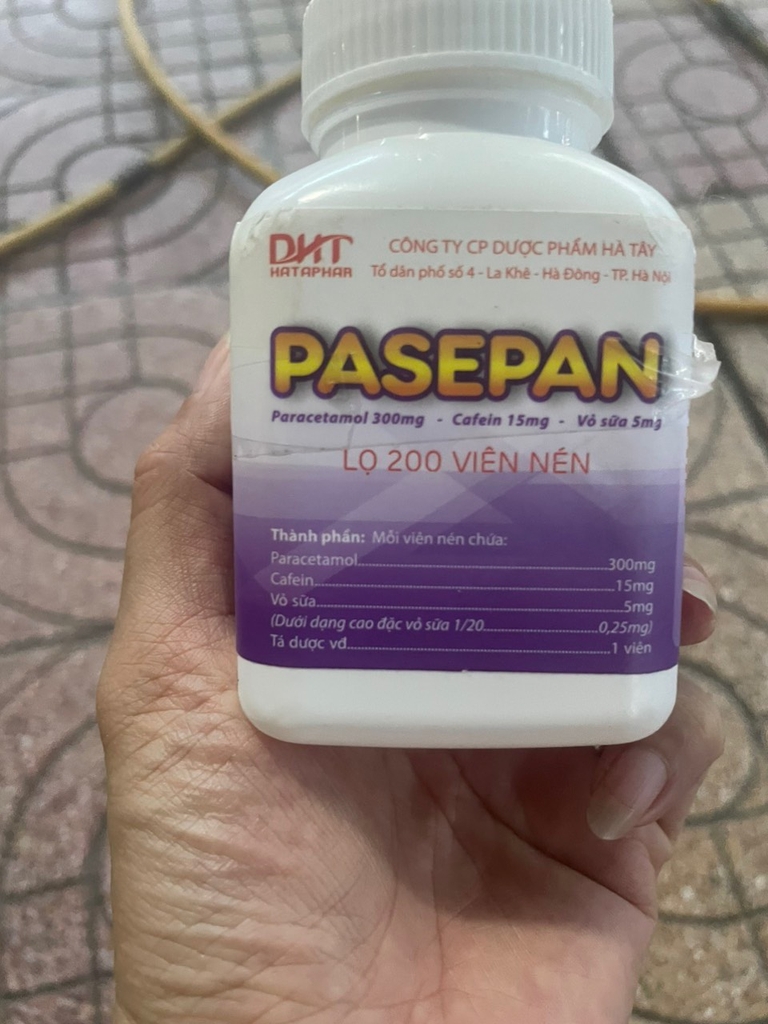 DHT
HATAPHAR
CÔNG TY CP DƯỢC PHẨM HÀ TÂY
Tổ dân phố số 4 - La Khê - Hà Đông - TP. Hà Nội
PASEPAN
Paracetamol 300mg - Cafein 15mg - Vỏ sữa 5mg
LỌ 200 VIÊN NÉN
Thành phần: Mỗi viên nén chứa:
Paracetamol......300mg
Cafein......15mg
Vỏ sữa......5mg
(Dưới dạng cao đặc vỏ sữa 1/20......0,25mg)
Tá dược vđ......1 viên